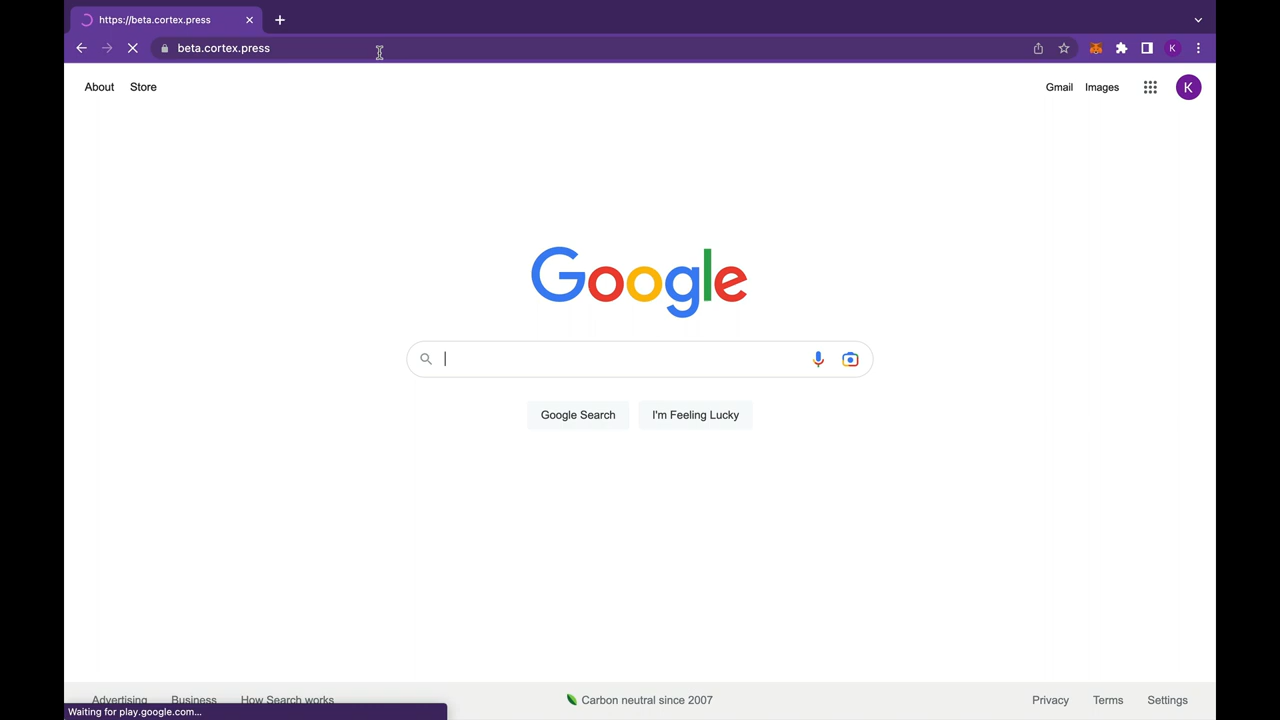 https://beta.cortex.press
beta.cortex.press
K
About Store
Gmail Images
K
Google
Google Search
I'm Feeling Lucky
Advertising Business How Search works
Carbon neutral since 2007
Privacy Terms Settings
Waiting for play.google.com...